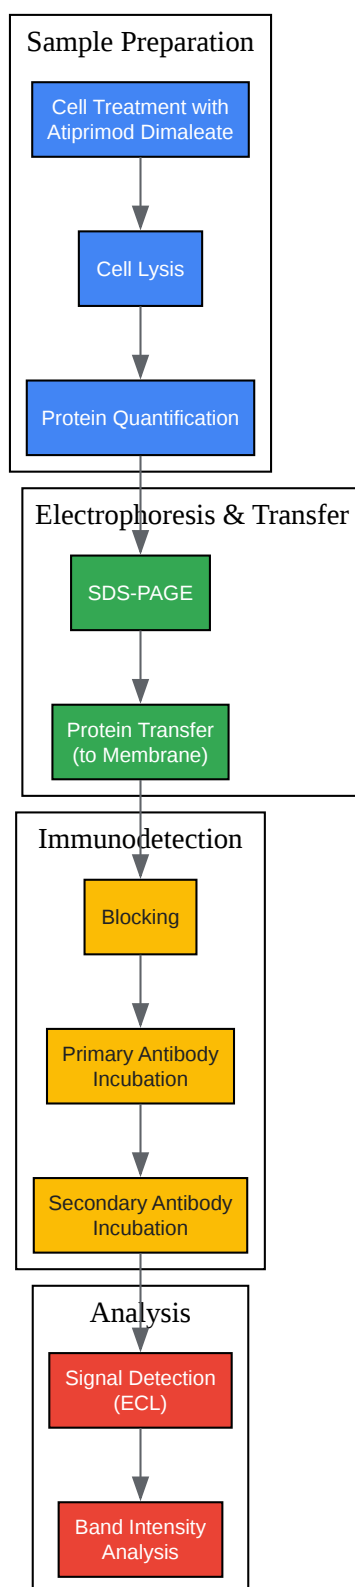 Sample Preparation
Cell Treatment with
Atiprimod Dimaleate
Cell Lysis
Protein Quantification
Electrophoresis & Transfer
SDS-PAGE
Protein Transfer
(to Membrane)
Immunodetection
Blocking
Primary Antibody
Incubation
Secondary Antibody
Incubation
Analysis
Signal Detection
(ECL)
Band Intensity
Analysis